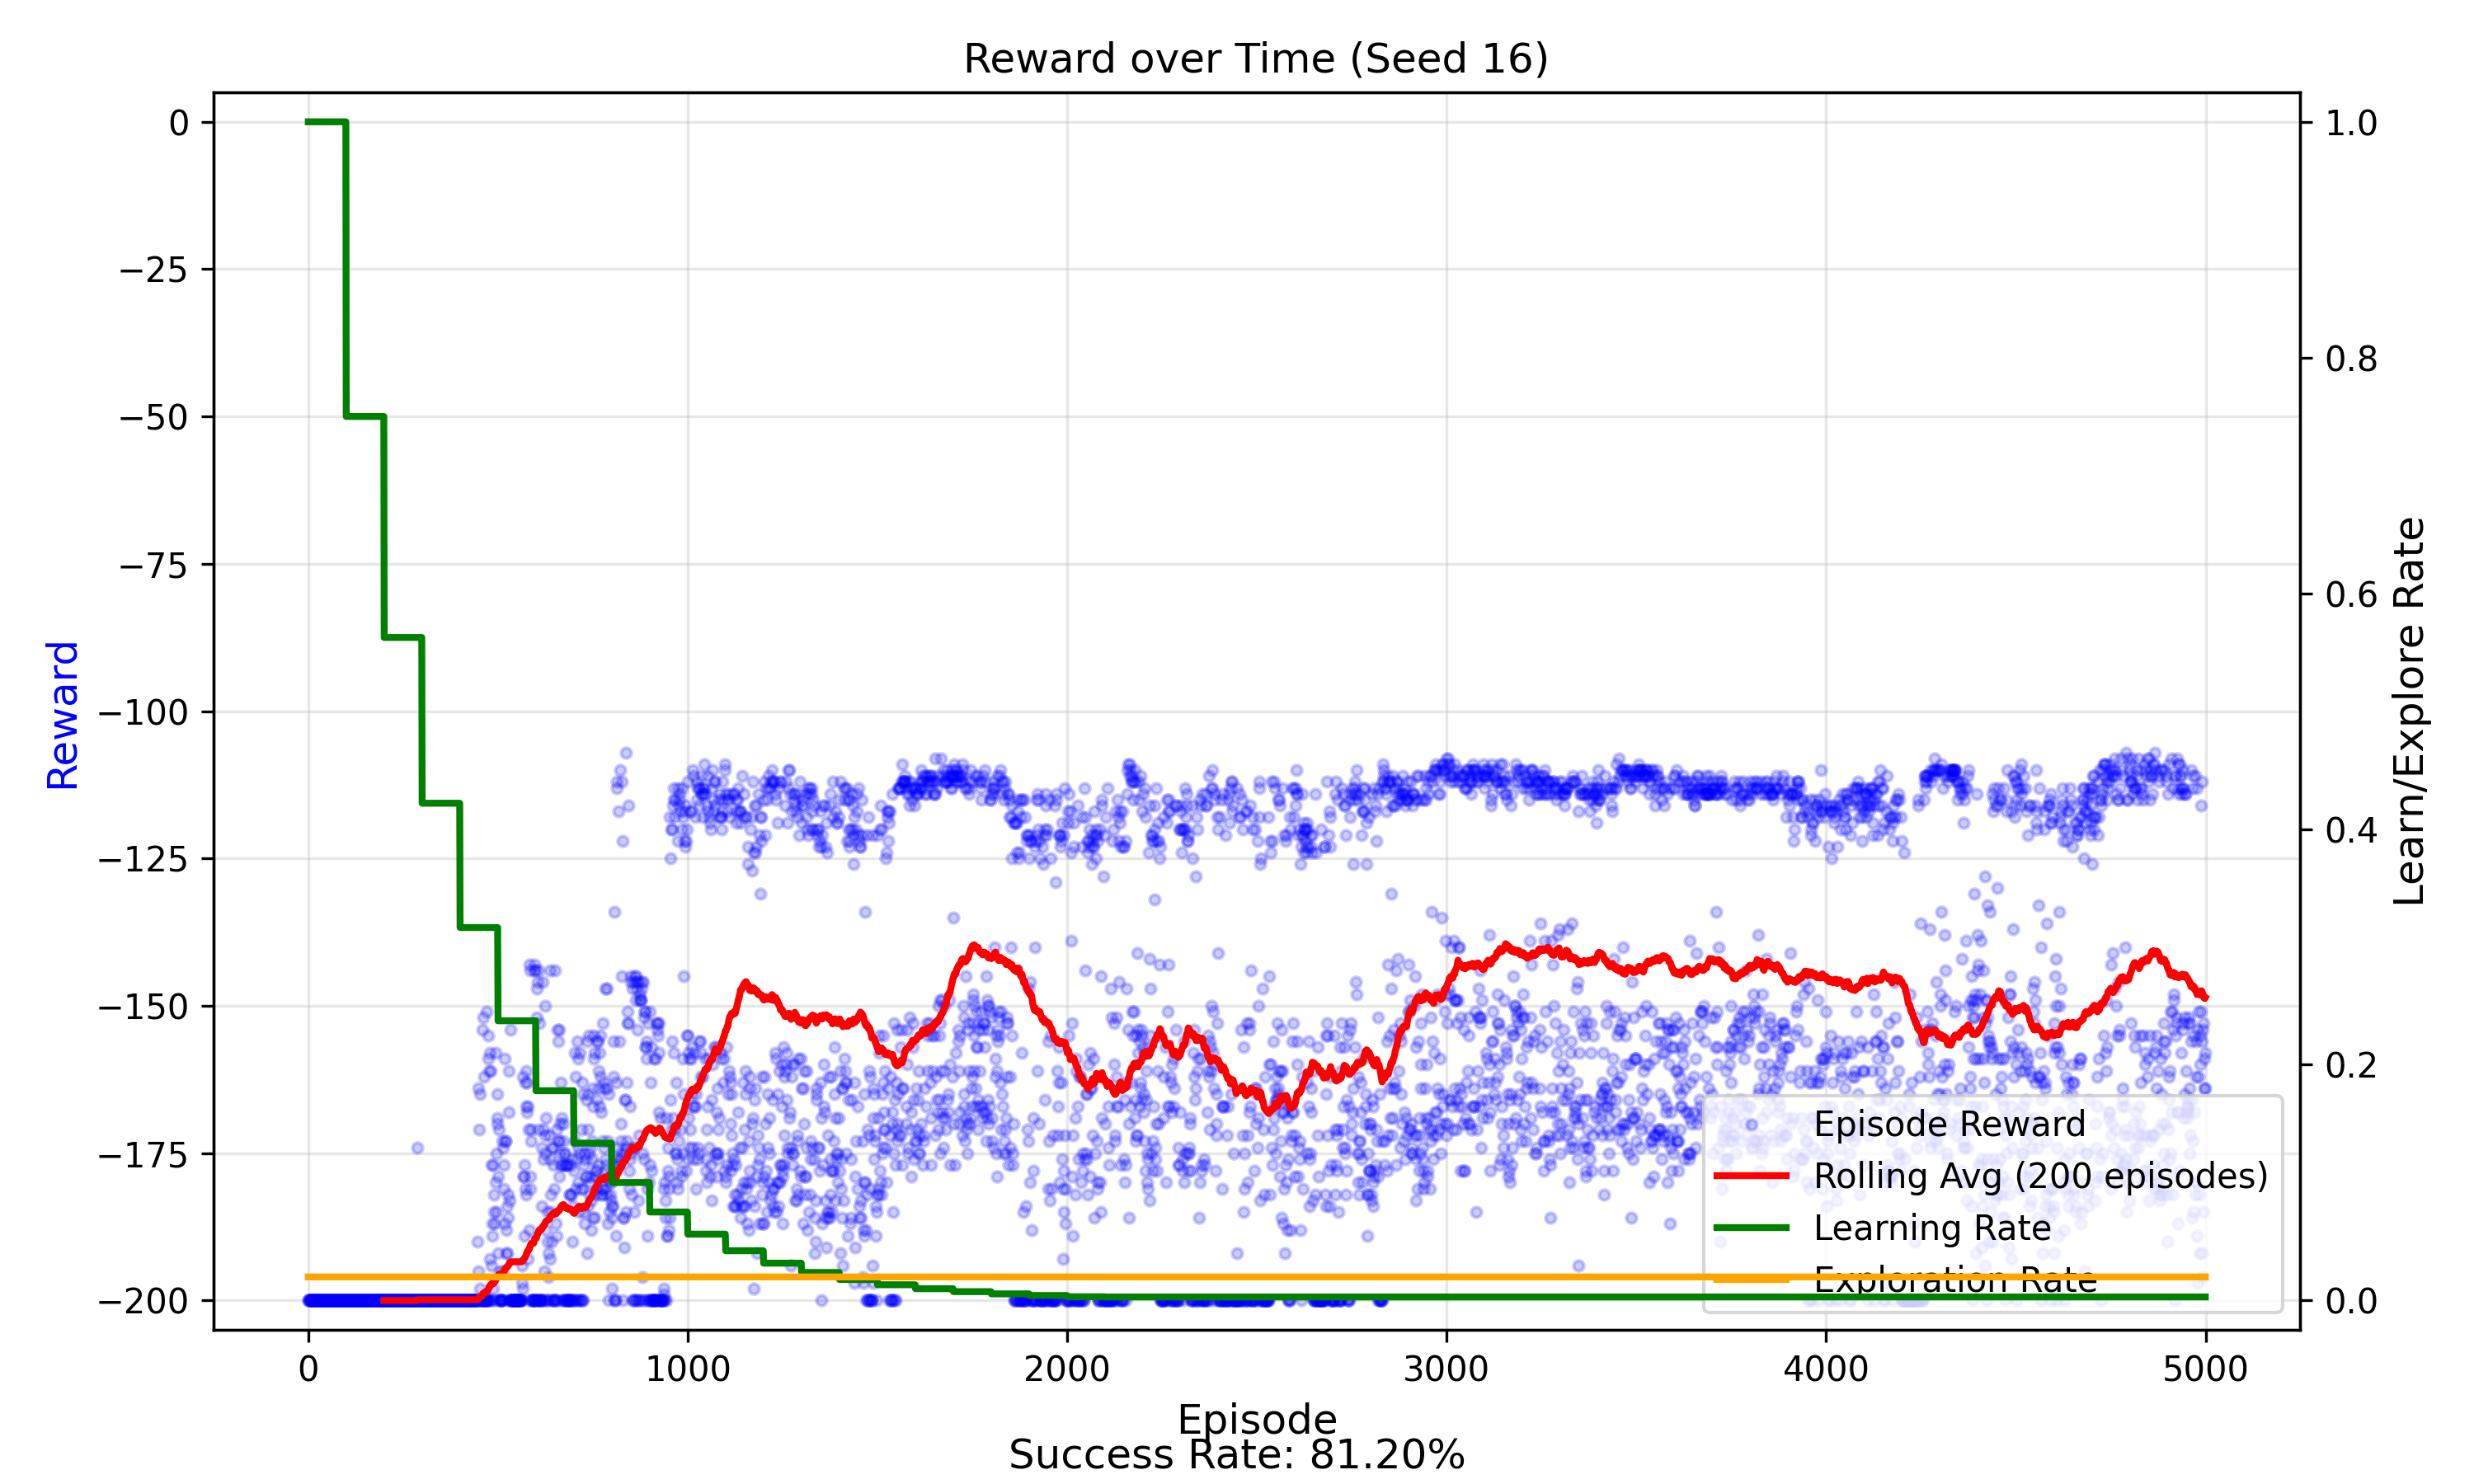 Reward over Time (Seed 16)
Reward
0
−25
−50
−75
−100
−125
−150
−175
−200
1.0
0.8
0.6
0.4
0.2
0.0
Learn/Explore Rate
Episode Reward
Rolling Avg (200 episodes)
Learning Rate
Exploration Rate
0 1000 2000 3000 4000 5000
Episode
Success Rate: 81.20%